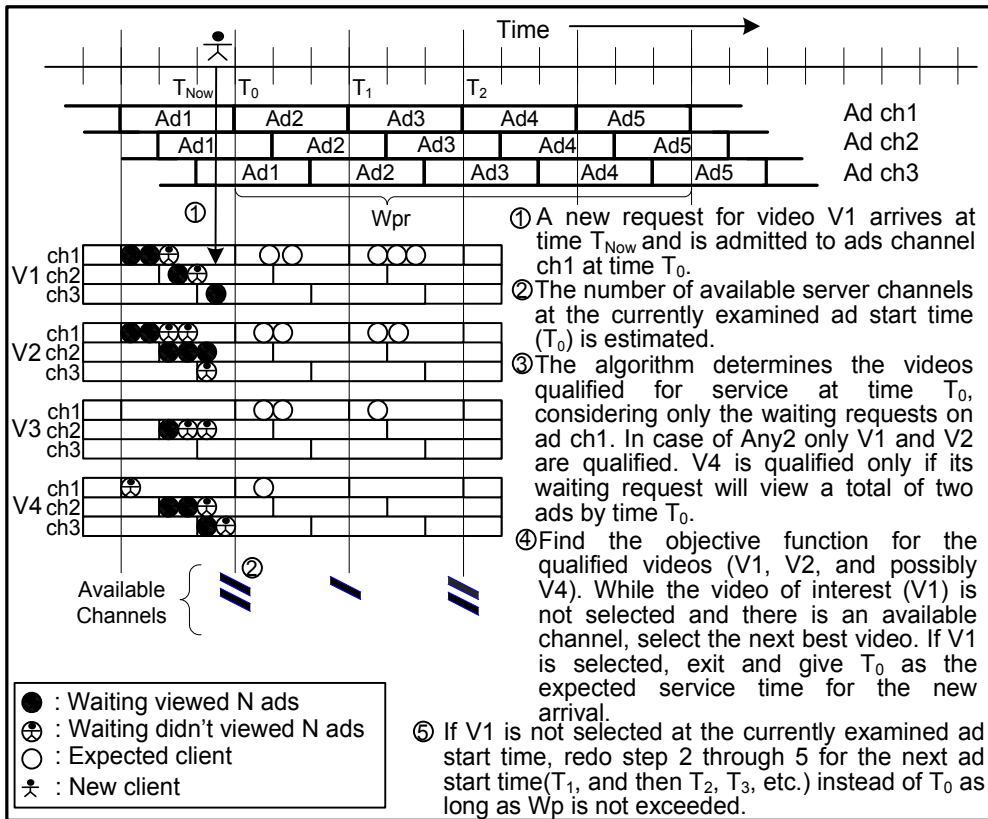 Time
T_Now T_0 T_1 T_2
Ad1 Ad2 Ad3 Ad4 Ad5 Ad ch1
Ad1 Ad2 Ad3 Ad4 Ad5 Ad ch2
Ad1 Ad2 Ad3 Ad4 Ad5 Ad ch3
① Wpr
V1 ch1
ch2
ch3
V2 ch1
ch2
ch3
V3 ch1
ch2
ch3
V4 ch1
ch2
ch3
②
Available
Channels
① A new request for video V1 arrives at
time T_Now and is admitted to ads channel
ch1 at time T_0.
② The number of available server channels
at the currently examined ad start time
(T_0) is estimated.
③ The algorithm determines the videos
qualified for service at time T_0,
considering only the waiting requests on
ad ch1. In case of Any2 only V1 and V2
are qualified. V4 is qualified only if its
waiting request will view a total of two
ads by time T_0.
④ Find the objective function for the
qualified videos (V1, V2, and possibly
V4). While the video of interest (V1) is
not selected and there is an available
channel, select the next best video. If V1
is selected, exit and give T_0 as the
expected service time for the new
arrival.
⑤ If V1 is not selected at the currently examined ad
start time, redo step 2 through 5 for the next ad
start time(T_1, and then T_2, T_3, etc.) instead of T_0 as
long as Wp is not exceeded.
: Waiting viewed N ads
: Waiting didn't viewed N ads
: Expected client
: New client